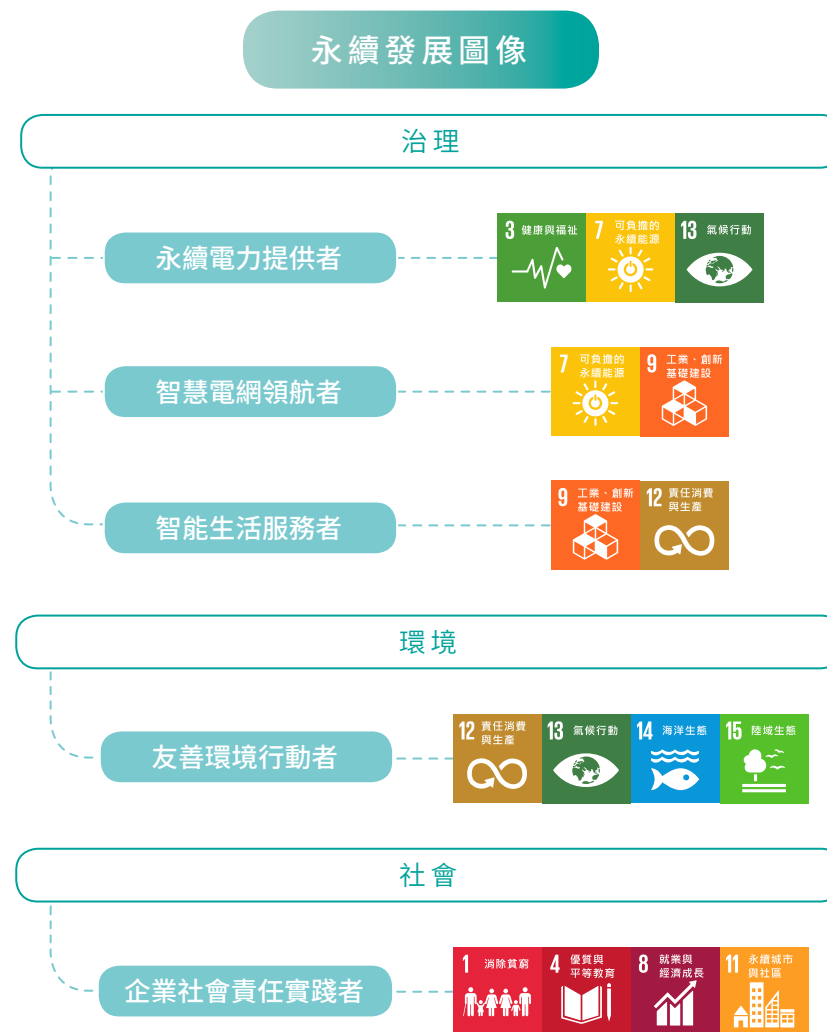 永續發展圖像
治理
永續電力提供者
3 健康與福祉
7 可負擔的
永續能源
13 氣候行動
智慧電網領航者
7 可負擔的
永續能源
9 工業、創新
基礎建設
智能生活服務者
9 工業、創新
基礎建設
12 責任消費
與生產
環境
友善環境行動者
12 責任消費
與生產
13 氣候行動
14 海洋生態
15 陸域生態
社會
企業社會責任實踐者
1 消除貧窮
4 優質與
平等教育
8 就業與
經濟成長
11 永續城市
與社區